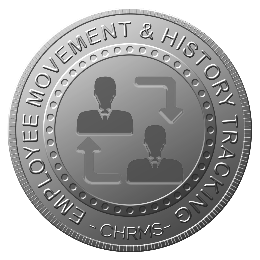 EMPLOYEE MOVEMENT & HISTORY TRACKING
- CHRMS -